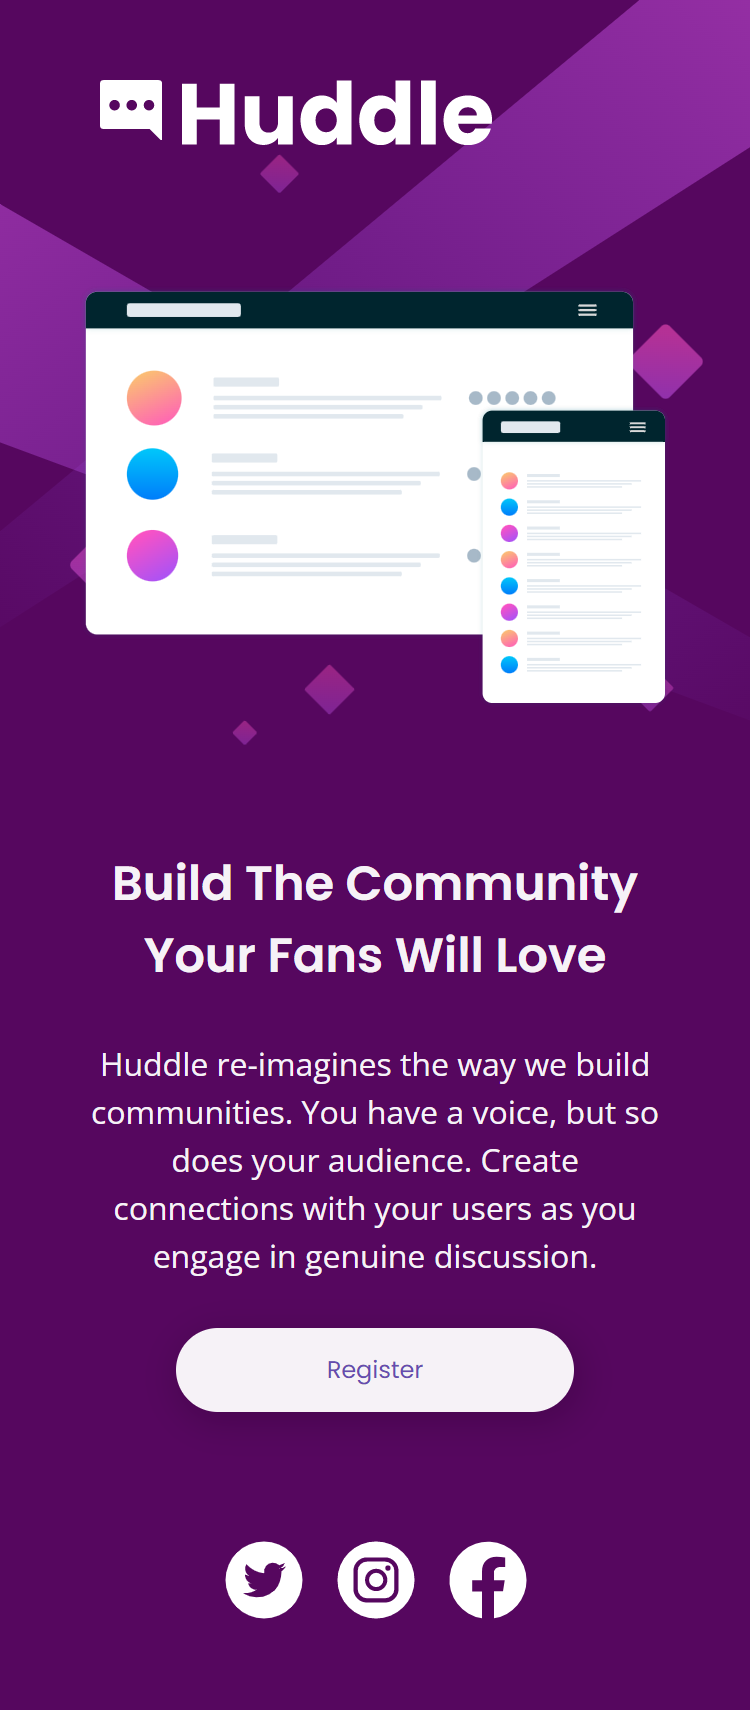 Huddle
Build The Community
Your Fans Will Love
Huddle re-imagines the way we build
communities. You have a voice, but so
does your audience. Create
connections with your users as you
engage in genuine discussion.
Register